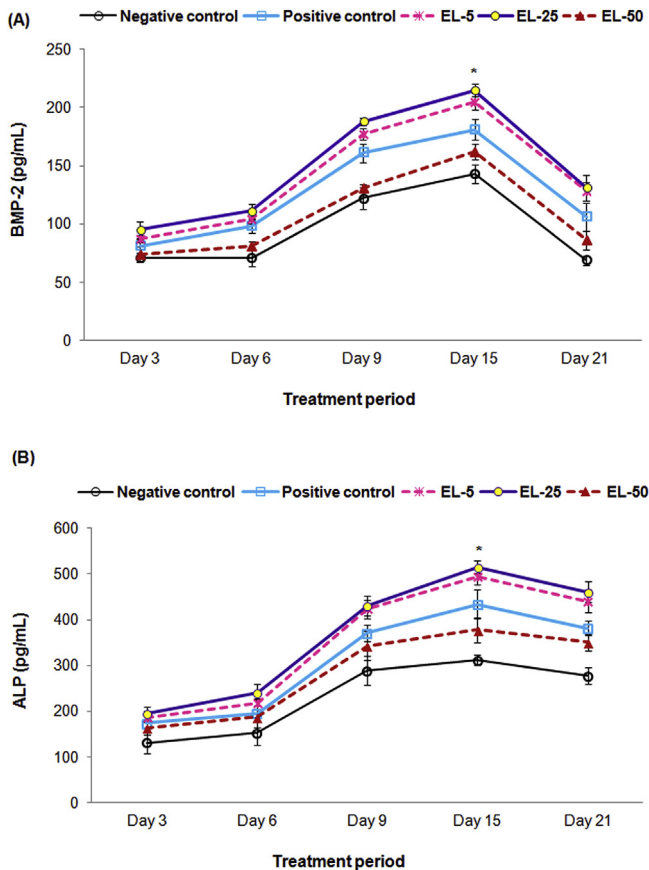 (A)
Negative control Positive control EL-5 EL-25 EL-50
250
*
200
150
100
50
0
BMP-2 (pg/mL)
Day 3 Day 6 Day 9 Day 15 Day 21
Treatment period
(B)
Negative control Positive control EL-5 EL-25 EL-50
600
*
500
400
300
200
100
0
ALP (pg/mL)
Day 3 Day 6 Day 9 Day 15 Day 21
Treatment period